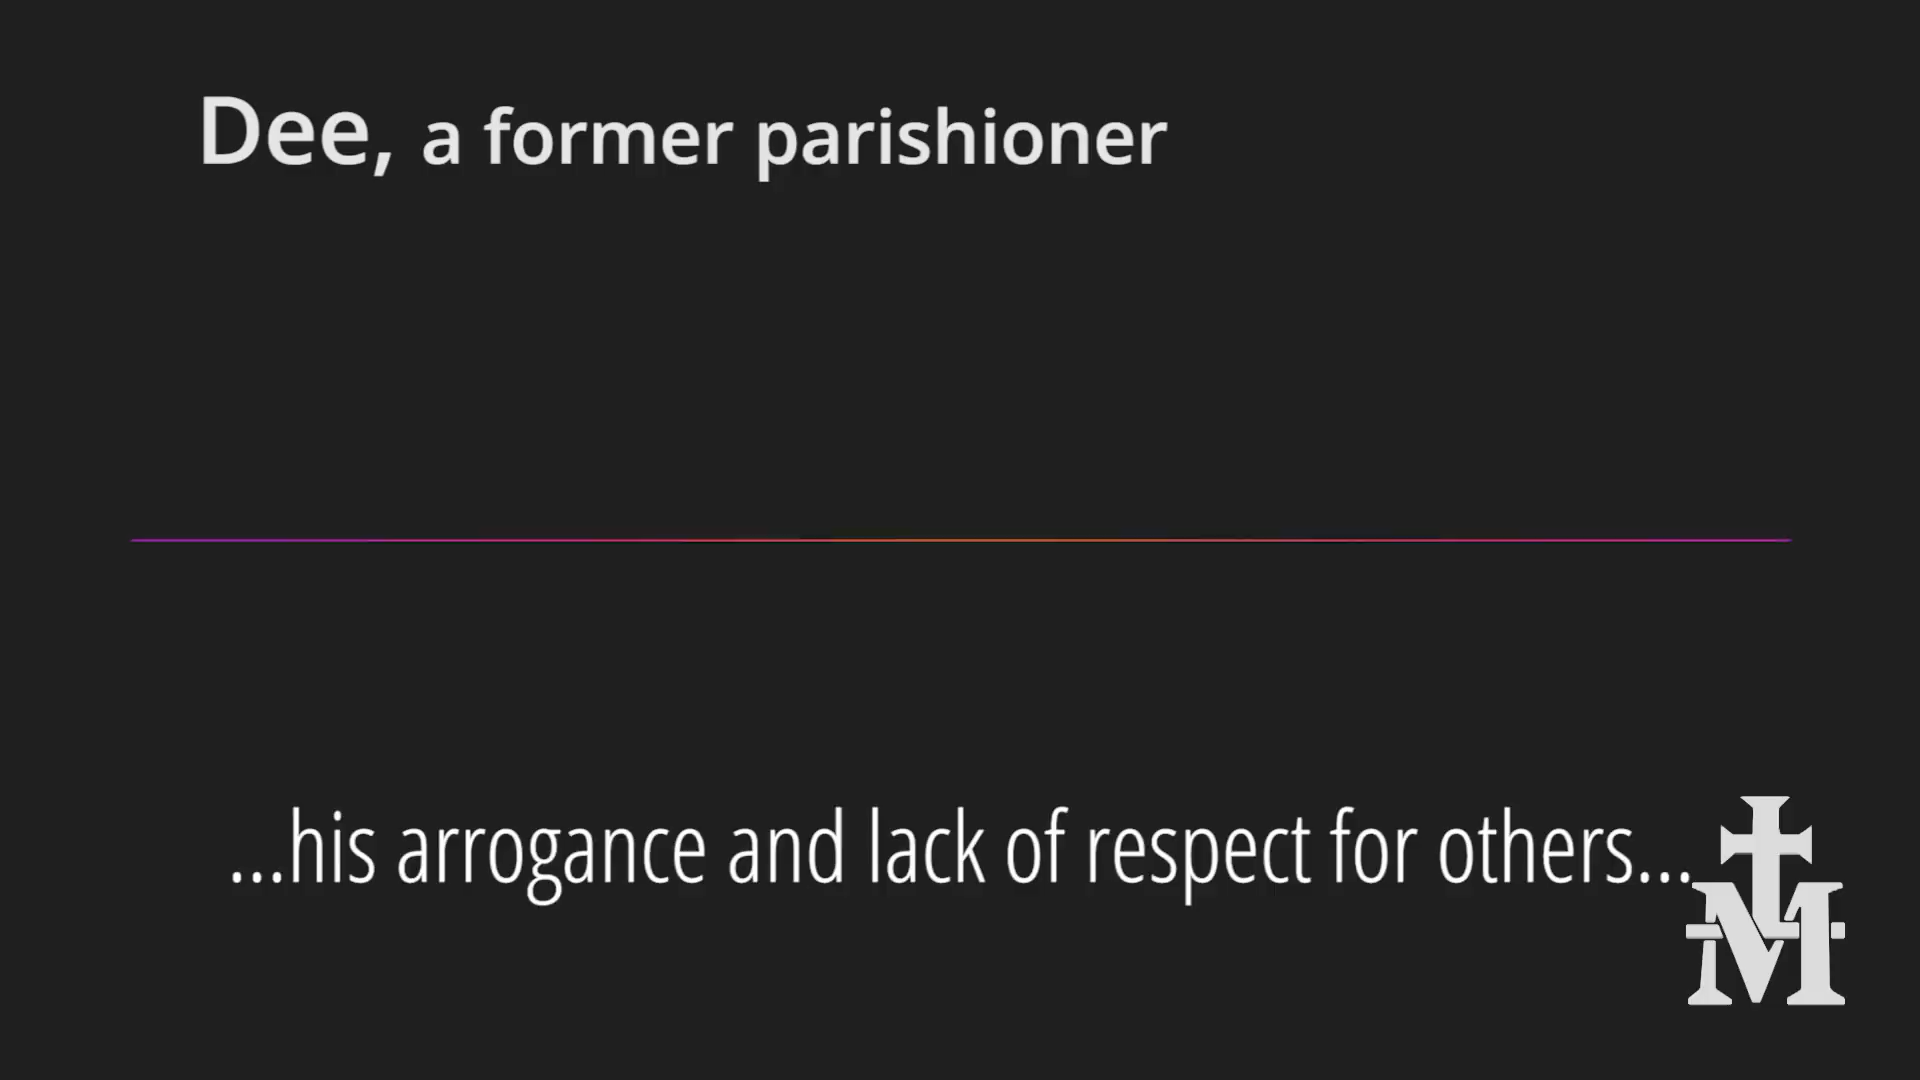 Dee, a former parishioner
...his arrogance and lack of respect for others...